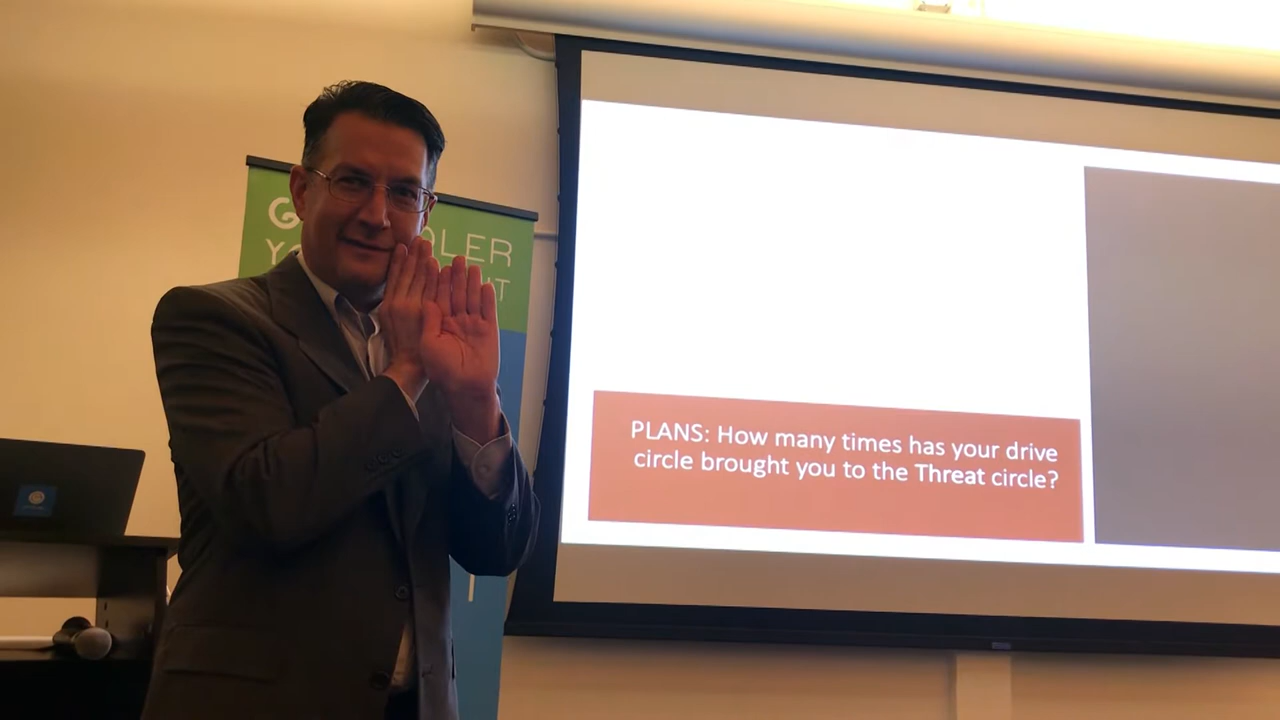 PLANS: How many times has your drive
circle brought you to the Threat circle?